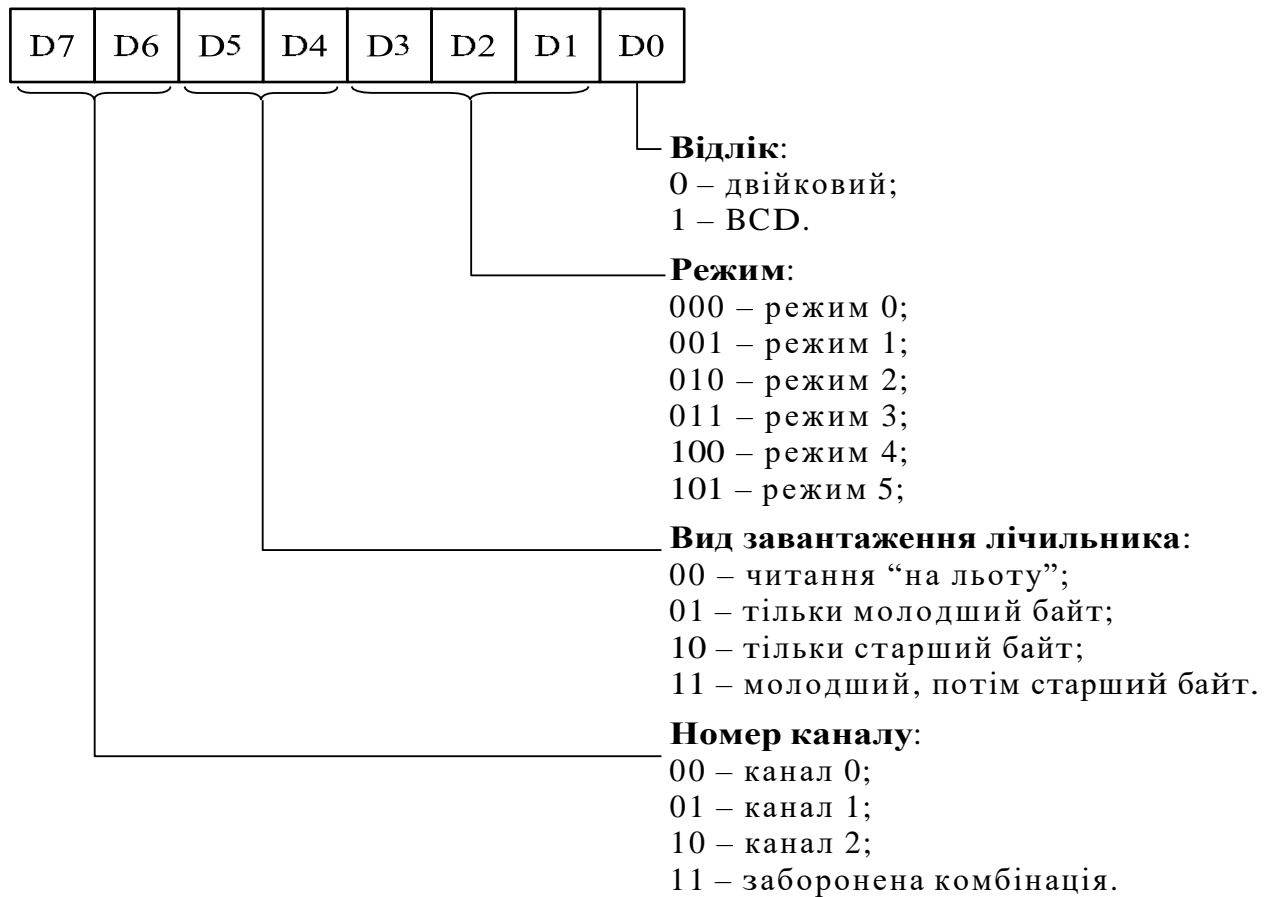 D7 D6 D5 D4 D3 D2 D1 D0
Відлік:
0 – двійковий;
1 – BCD.
Режим:
000 – режим 0;
001 – режим 1;
010 – режим 2;
011 – режим 3;
100 – режим 4;
101 – режим 5;
Вид завантаження лічильника:
00 – читання “на льоту”;
01 – тільки молодший байт;
10 – тільки старший байт;
11 – молодший, потім старший байт.
Номер каналу:
00 – канал 0;
01 – канал 1;
10 – канал 2;
11 – заборонена комбінація.